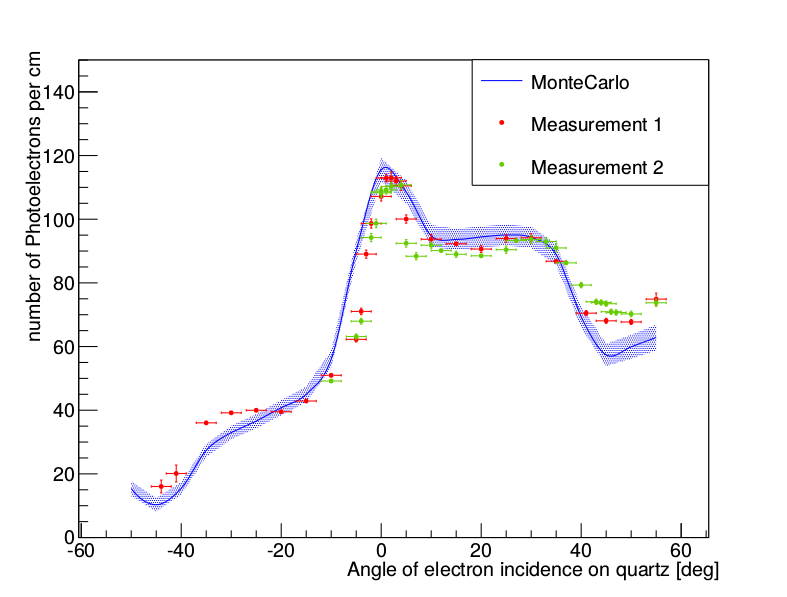 number of Photoelectrons per cm
140
120
100
80
60
40
20
0
MonteCarlo
Measurement 1
Measurement 2
-60 -40 -20 0 20 40 60
Angle of electron incidence on quartz [deg]